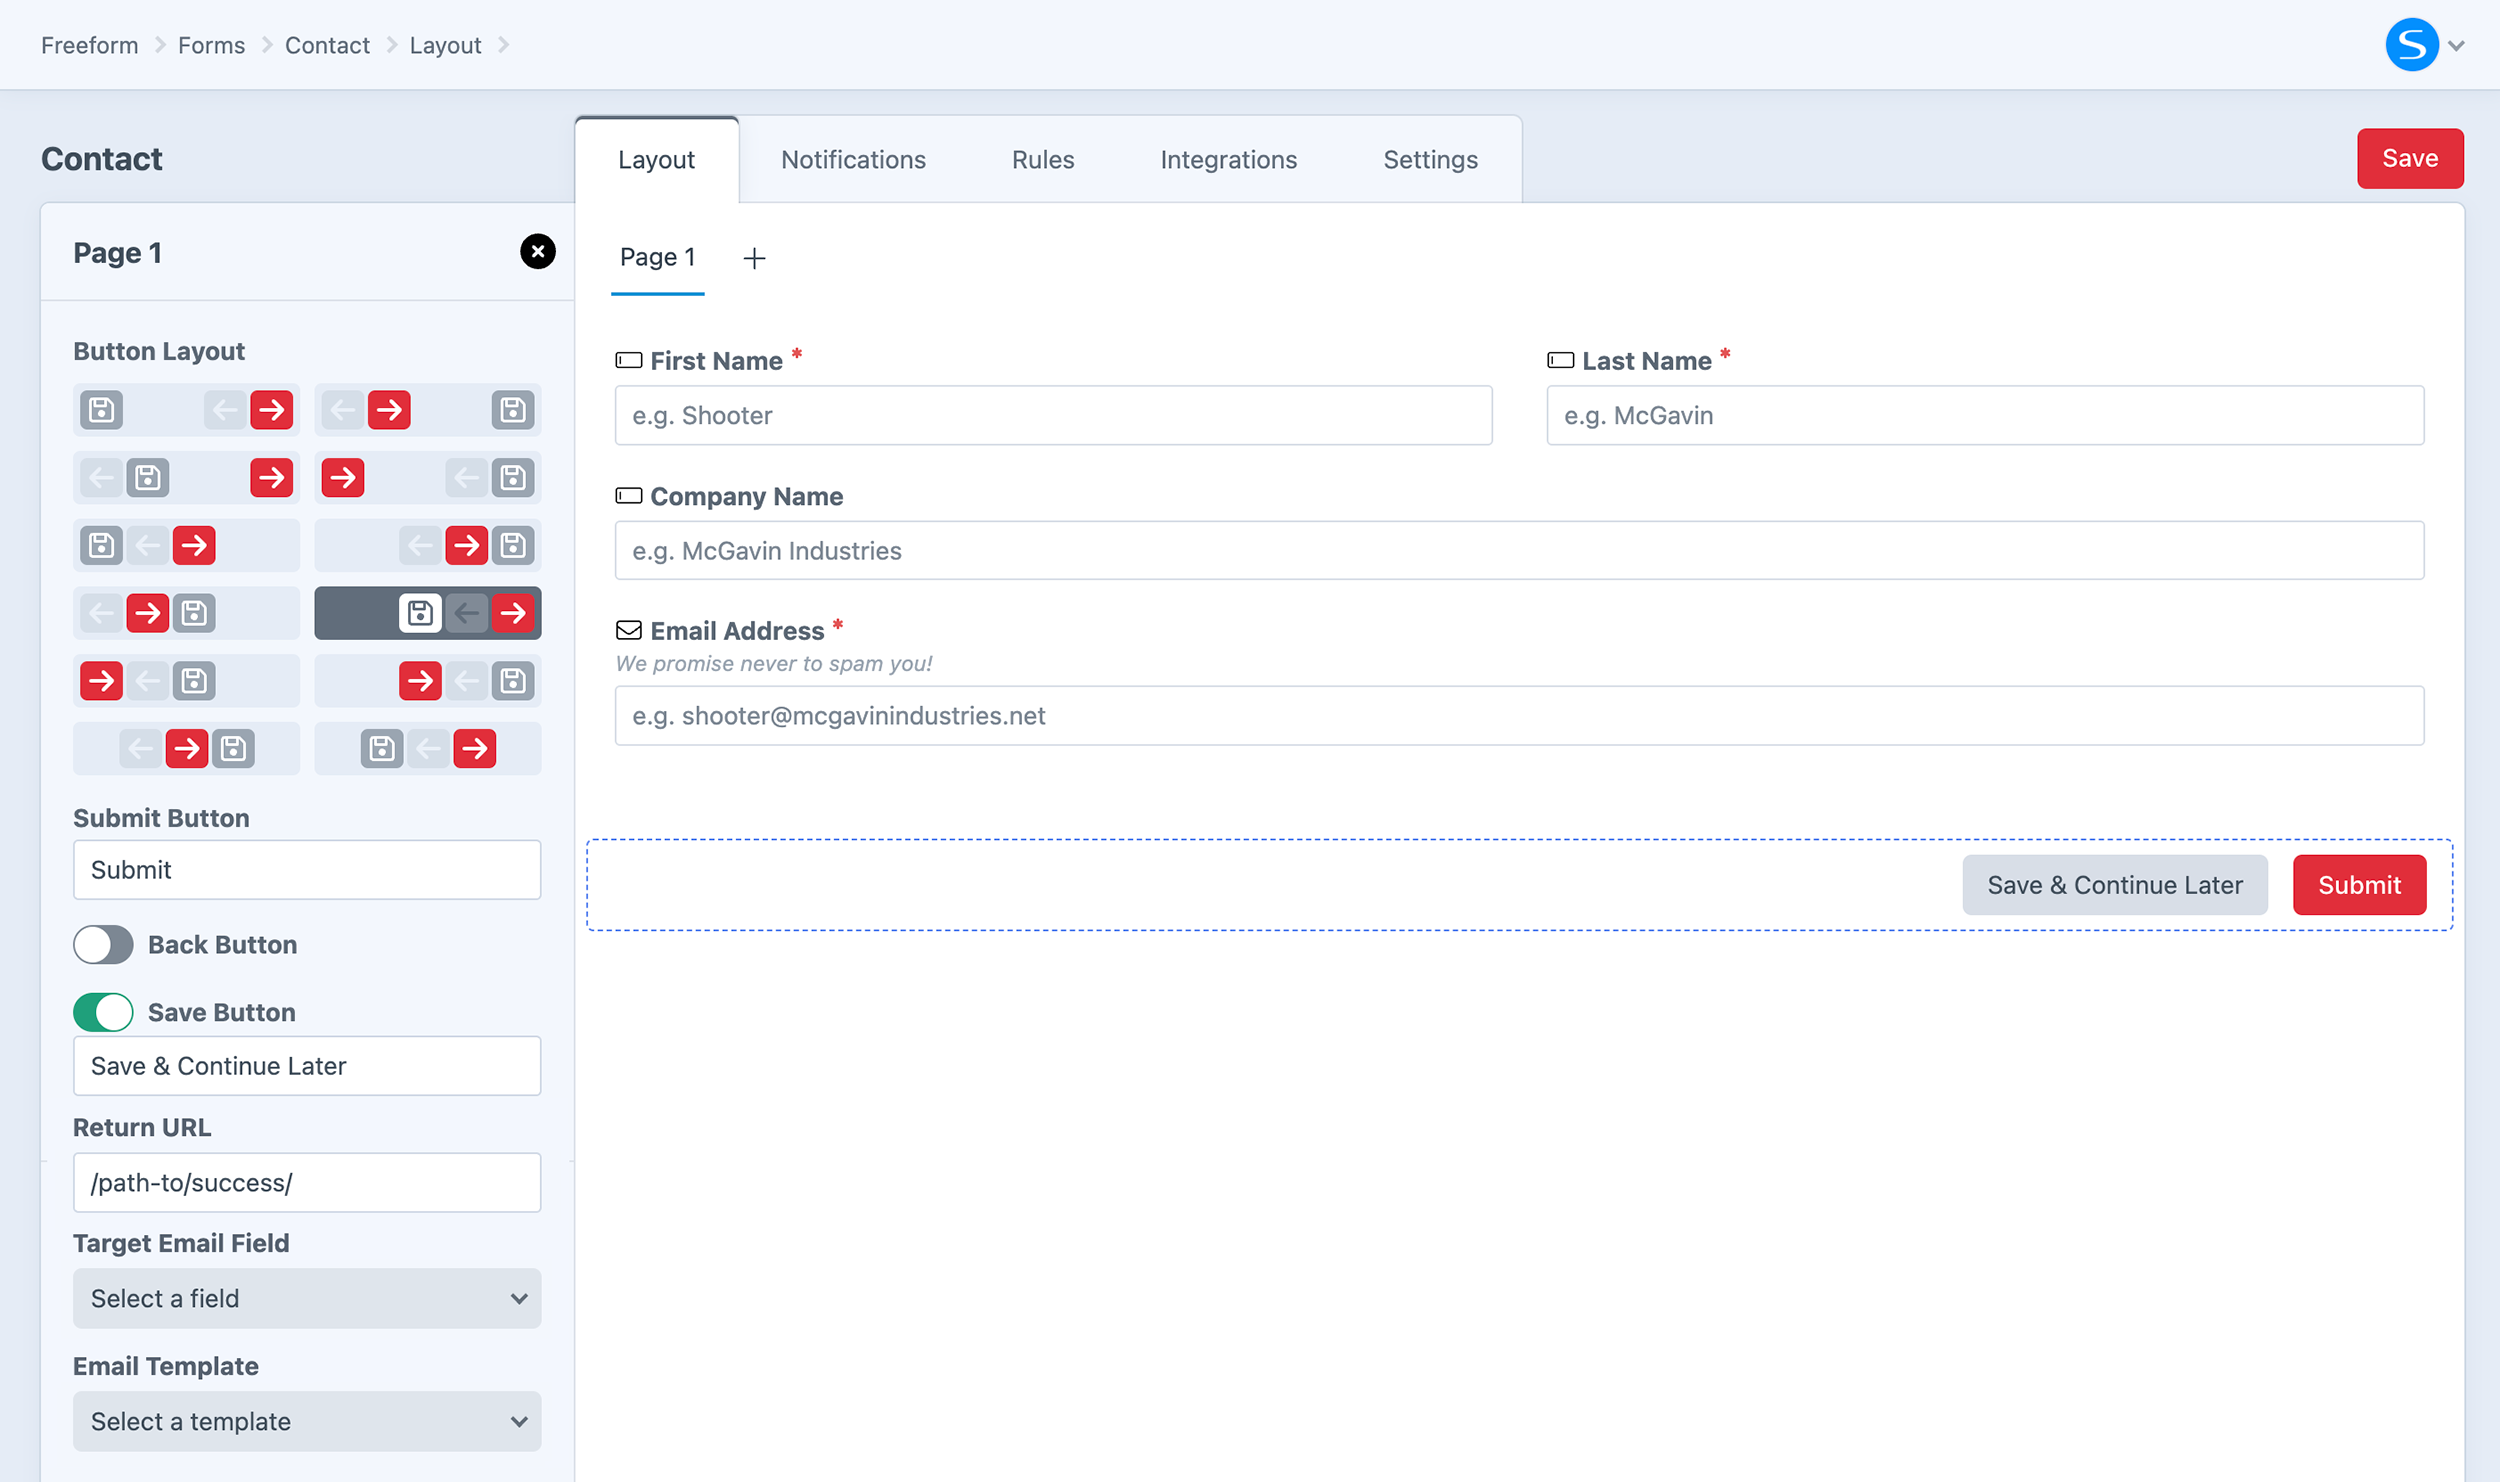 Freeform
Forms
Contact
Layout
S
Contact
Layout
Notifications
Rules
Integrations
Settings
Save
Page 1
Button Layout
Submit Button
Submit
Back Button
Save Button
Save & Continue Later
Return URL
/path-to/success/
Target Email Field
Select a field
Email Template
Select a template
Page 1
First Name *
e.g. Shooter
Last Name *
e.g. McGavin
Company Name
e.g. McGavin Industries
Email Address *
We promise never to spam you!
e.g. shooter@mcgavinindustries.net
Save & Continue Later
Submit